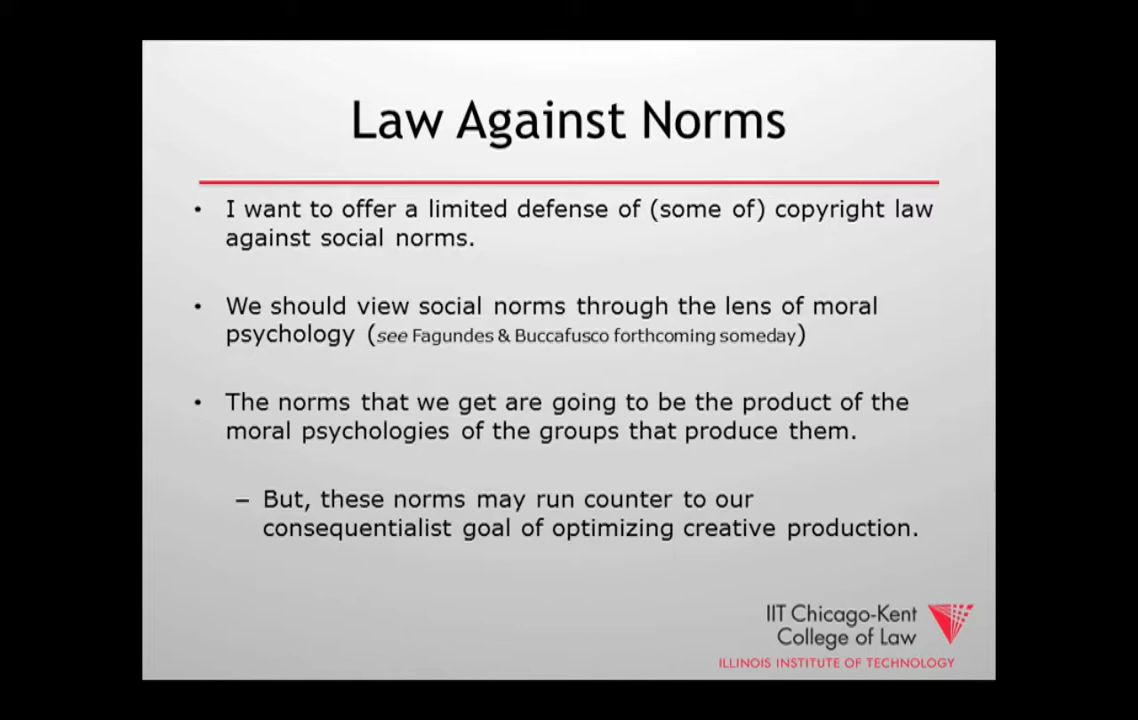 Law Against Norms
• I want to offer a limited defense of (some of) copyright law
against social norms.
• We should view social norms through the lens of moral
psychology (see Fagundes & Buccafusco forthcoming someday)
• The norms that we get are going to be the product of the
moral psychologies of the groups that produce them.
– But, these norms may run counter to our
consequentialist goal of optimizing creative production.
IIT Chicago-Kent
College of Law
ILLINOIS INSTITUTE OF TECHNOLOGY